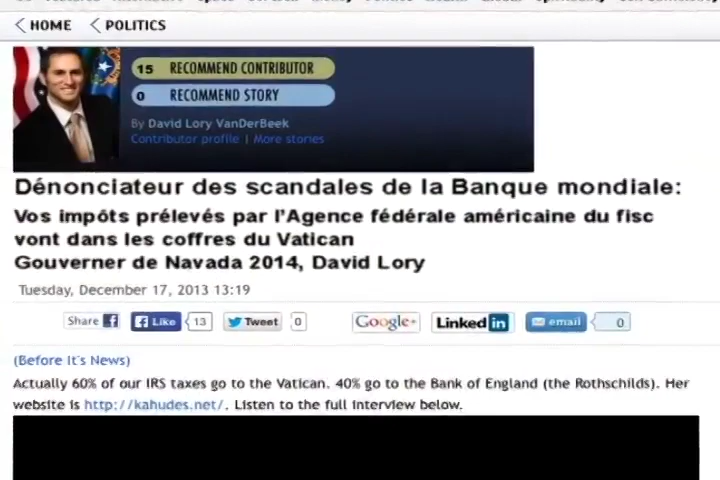 HOME POLITICS
15 RECOMMEND CONTRIBUTOR
0 RECOMMEND STORY
By David Lory VanDerBeek
Contributor profile | More stories
Dénonciateur des scandales de la Banque mondiale:
Vos impôts prélevés par l'Agence fédérale américaine du fisc
vont dans les coffres du Vatican
Gouverner de Navada 2014, David Lory
Tuesday, December 17, 2013 13:19
Share Like 13 Tweet 0 Google+ Linked in email 0
(Before It's News)
Actually 60% of our IRS taxes go to the Vatican. 40% go to the Bank of England (the Rothschilds). Her
website is http://kahudes.net/. Listen to the full interview below.